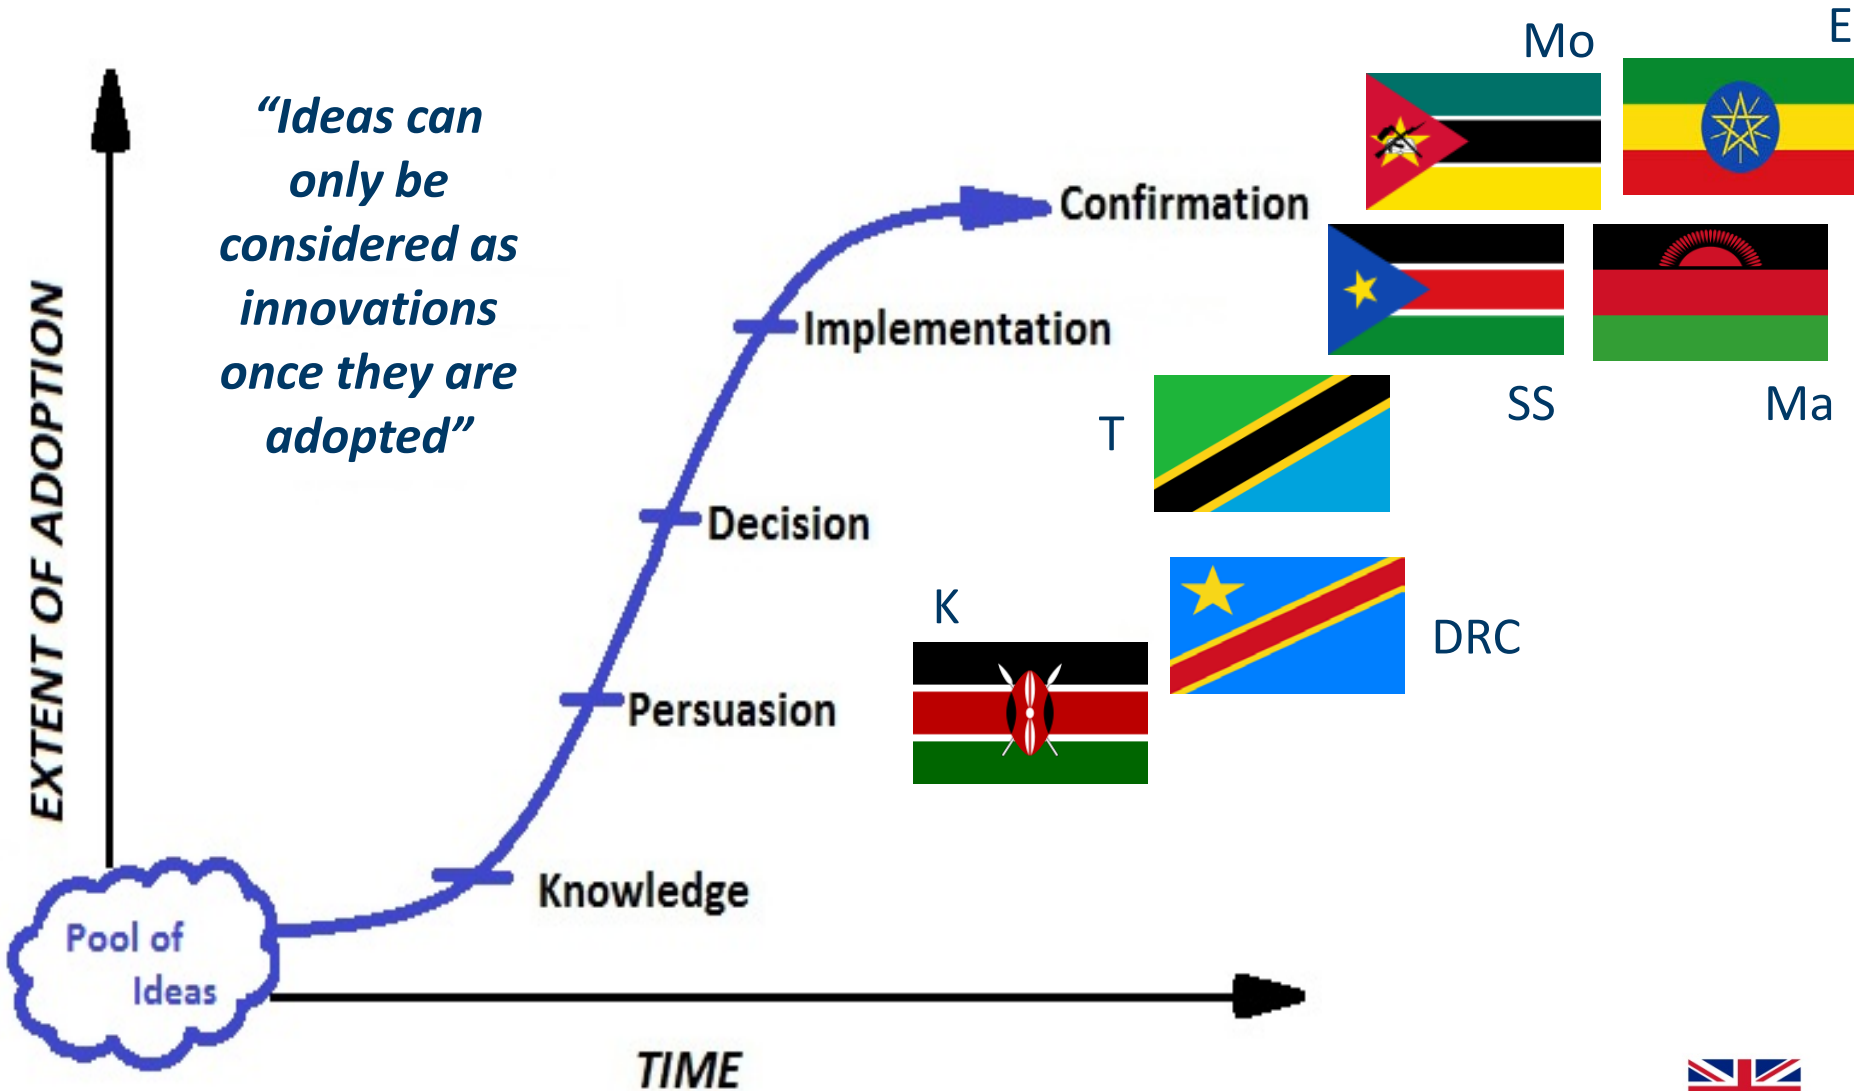 Mo
E
“Ideas can
only be
considered as
innovations
once they are
adopted”
Confirmation
Implementation
SS
Ma
T
Decision
K
DRC
Persuasion
Knowledge
EXTENT OF ADOPTION
Pool of
Ideas
TIME